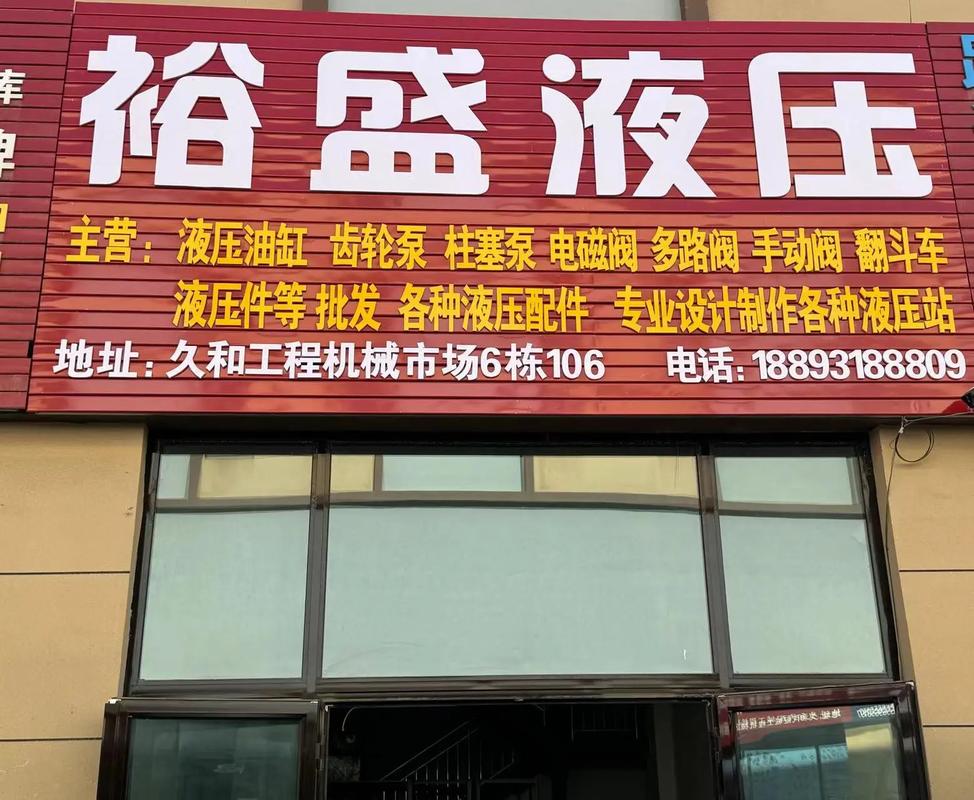 裕盛液压
主营：液压油缸 齿轮泵 柱塞泵 电磁阀 多路阀 手动阀 翻斗车
液压件等 批发 各种液压配件 专业设计制作各种液压站
地址：久和工程机械市场6栋106 电话：18893188809